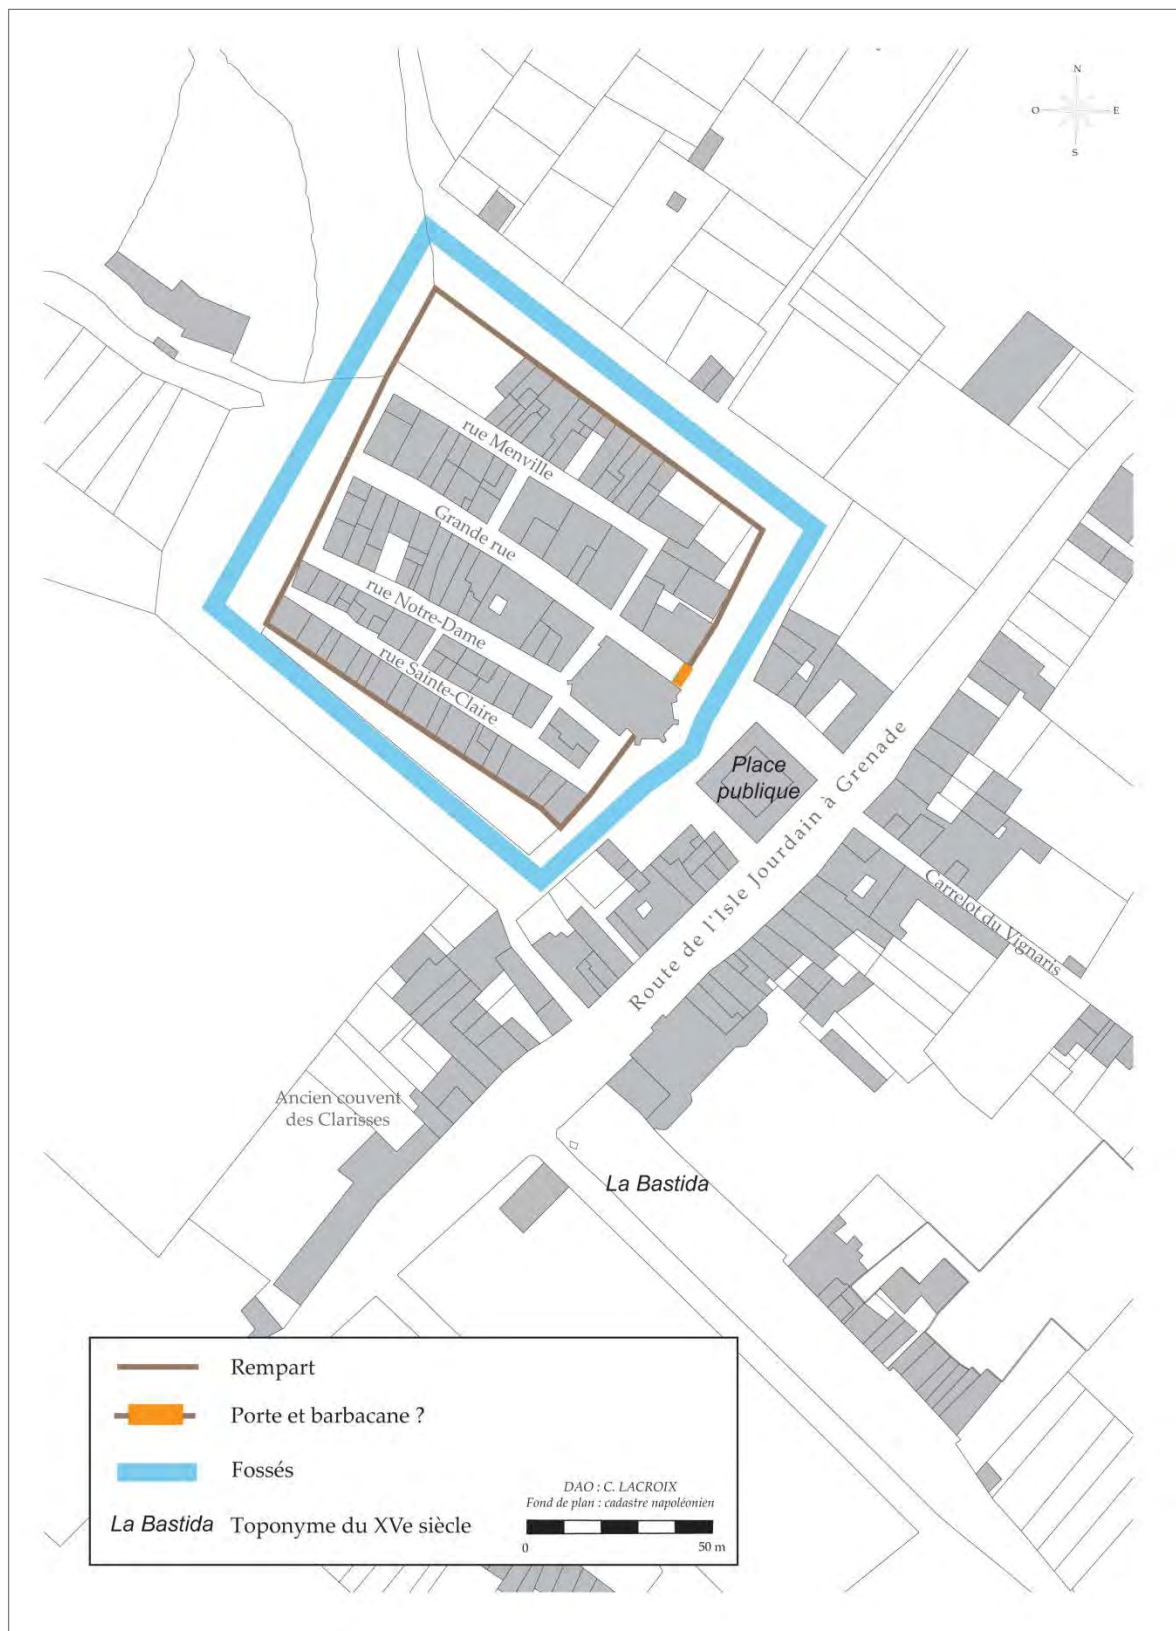 N
O E
S
rue Menville
Grande rue
rue Notre-Dame
rue Sainte-Claire
Place
publique
Route de l'Isle Jourdain à Grenade
Carrelot du Vignaris
Ancien couvent
des Clarisses
La Bastida
Rempart
Porte et barbacane ?
Fossés
La Bastida Toponyme du XVe siècle
DAO : C. LACROIX
Fond de plan : cadastre napoléonien
0 50 m